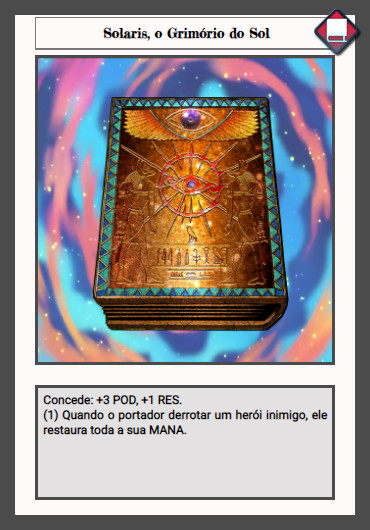 Solaris, o Grimório do Sol
Concede: +3 POD, +1 RES.
(1) Quando o portador derrotar um herói inimigo, ele
restaura toda a sua MANA.